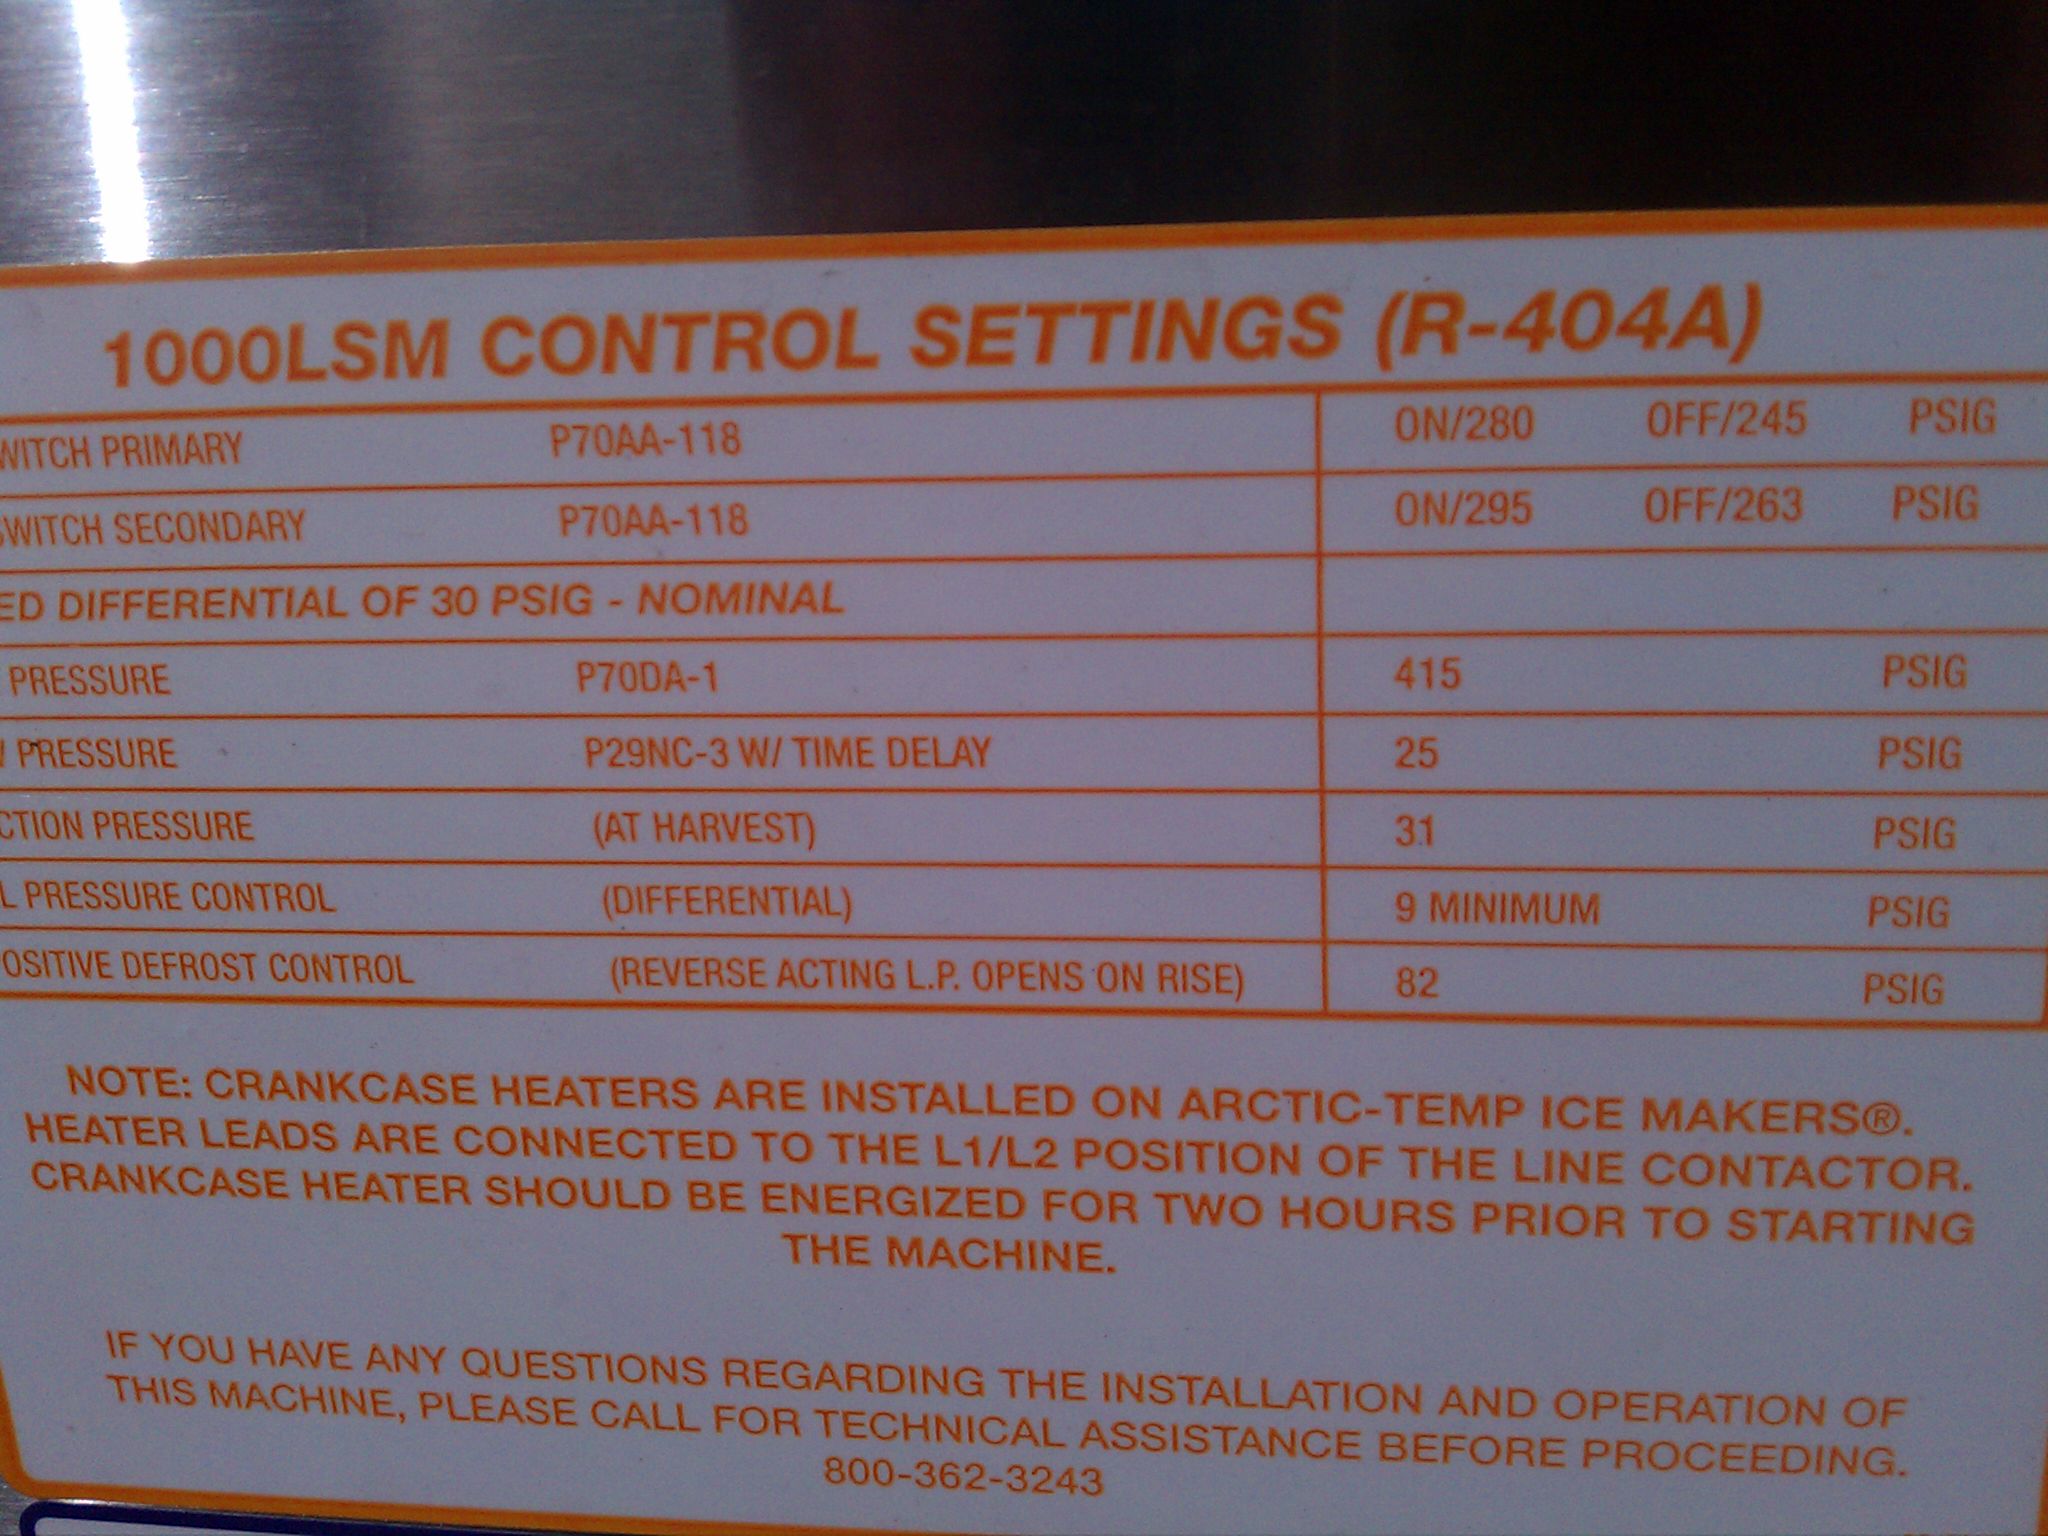 1000LSM CONTROL SETTINGS (R-404A)
WITCH PRIMARY P70AA-118 ON/280 OFF/245 PSIG
SWITCH SECONDARY P70AA-118 ON/295 OFF/263 PSIG
ED DIFFERENTIAL OF 30 PSIG - NOMINAL
PRESSURE P70DA-1 415 PSIG
PRESSURE P29NC-3 W/ TIME DELAY 25 PSIG
CTION PRESSURE (AT HARVEST) 31 PSIG
L PRESSURE CONTROL (DIFFERENTIAL) 9 MINIMUM PSIG
OSITIVE DEFROST CONTROL (REVERSE ACTING L.P. OPENS ON RISE) 82 PSIG
NOTE: CRANKCASE HEATERS ARE INSTALLED ON ARCTIC-TEMP ICE MAKERS®.
HEATER LEADS ARE CONNECTED TO THE L1/L2 POSITION OF THE LINE CONTACTOR.
CRANKCASE HEATER SHOULD BE ENERGIZED FOR TWO HOURS PRIOR TO STARTING
THE MACHINE.
IF YOU HAVE ANY QUESTIONS REGARDING THE INSTALLATION AND OPERATION OF
THIS MACHINE, PLEASE CALL FOR TECHNICAL ASSISTANCE BEFORE PROCEEDING.
800-362-3243